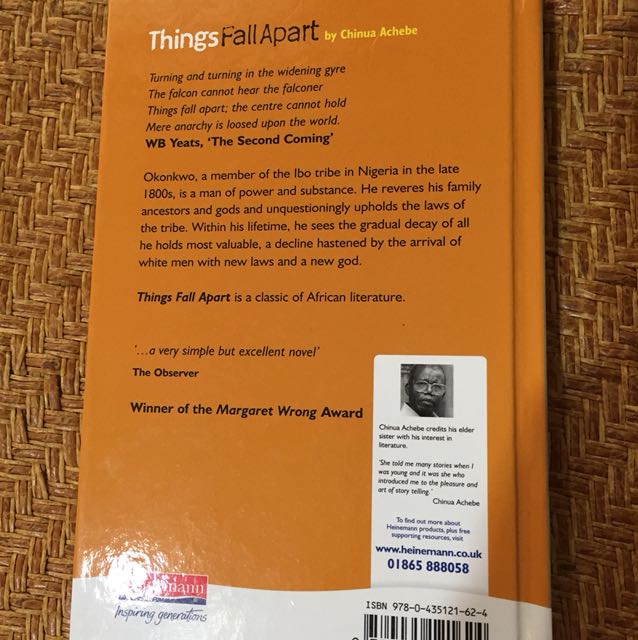 Things Fall Apart by Chinua Achebe
Turning and turning in the widening gyre
The falcon cannot hear the falconer
Things fall apart; the centre cannot hold
Mere anarchy is loosed upon the world.
WB Yeats, 'The Second Coming'
Okonkwo, a member of the Ibo tribe in Nigeria in the late
1800s, is a man of power and substance. He reveres his family
ancestors and gods and unquestioningly upholds the laws of
the tribe. Within his lifetime, he sees the gradual decay of all
he holds most valuable, a decline hastened by the arrival of
white men with new laws and a new god.
Things Fall Apart is a classic of African literature.
'...a very simple but excellent novel'
The Observer
Winner of the Margaret Wrong Award
Chinua Achebe credits his elder
sister with his interest in
literature.
'She told me many stories when I
was young and it was she who
introduced me to the pleasure and
art of story telling.'
Chinua Achebe
To find out more about
Heinemann products, plus free
supporting resources, visit
www.heinemann.co.uk
01865 888058
Inspiring generations
ISBN 978-0-435121-62-4